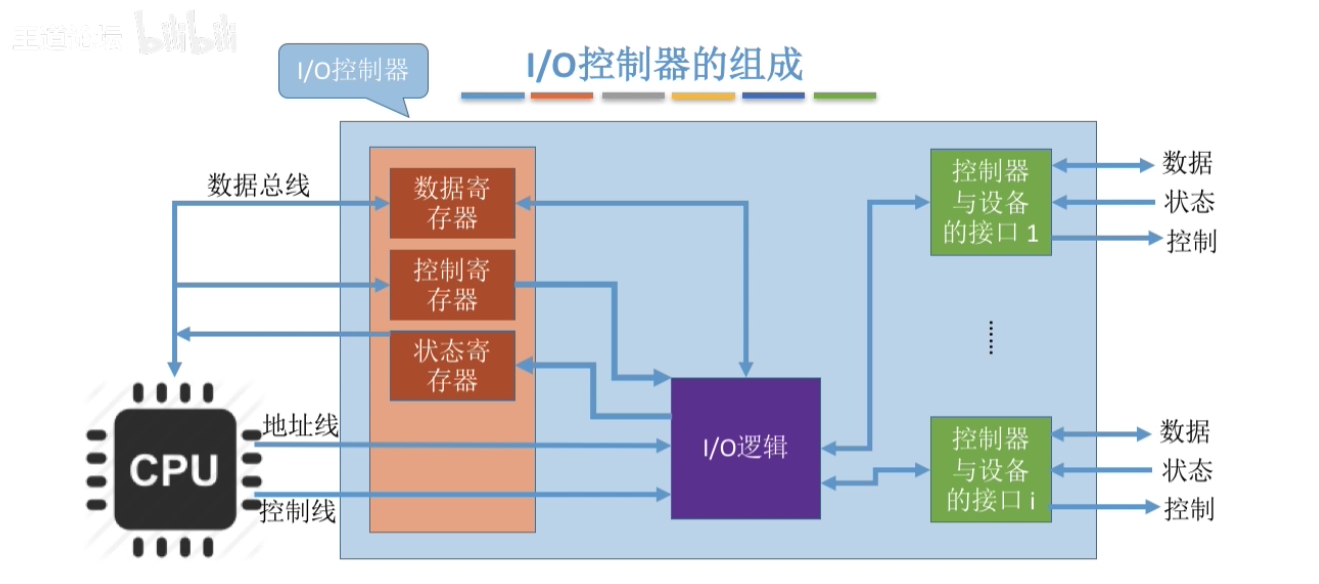 王道论坛 bilibili
I/O控制器
I/O控制器的组成
数据总线
数据寄
存器
控制寄
存器
状态寄
存器
地址线
CPU
控制线
I/O逻辑
控制器
与设备
的接口 1
数据
状态
控制
......
控制器
与设备
的接口 i
数据
状态
控制